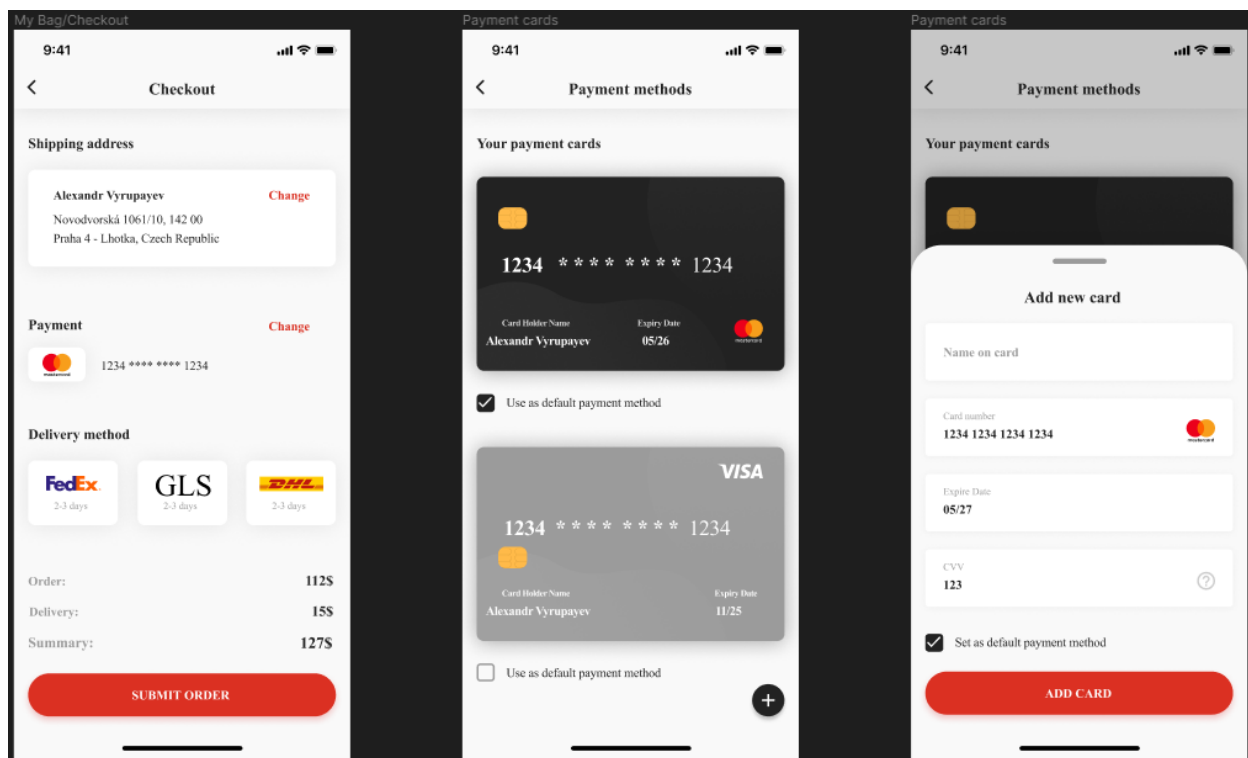 My Bag/Checkout
9:41
Checkout
Shipping address
Alexandr Vyrupayev
Change
Novodvorská 1061/10, 142 00
Praha 4 - Lhotka, Czech Republic
Payment
Change
mastercard
1234 **** **** 1234
Delivery method
FedEx.
2-3 days
GLS
2-3 days
DHL
2-3 days
Order:
112$
Delivery:
15$
Summary:
127$
SUBMIT ORDER
Payment cards
9:41
Payment methods
Your payment cards
1234 **** **** 1234
Card Holder Name
Alexandr Vyrupayev
Expiry Date
05/26
mastercard
Use as default payment method
VISA
1234 **** **** 1234
Card Holder Name
Alexandr Vyrupayev
Expiry Date
11/25
Use as default payment method
+
Payment cards
9:41
Payment methods
Your payment cards
Add new card
Name on card
Card number
1234 1234 1234 1234
mastercard
Expire Date
05/27
CVV
123
?
Set as default payment method
ADD CARD